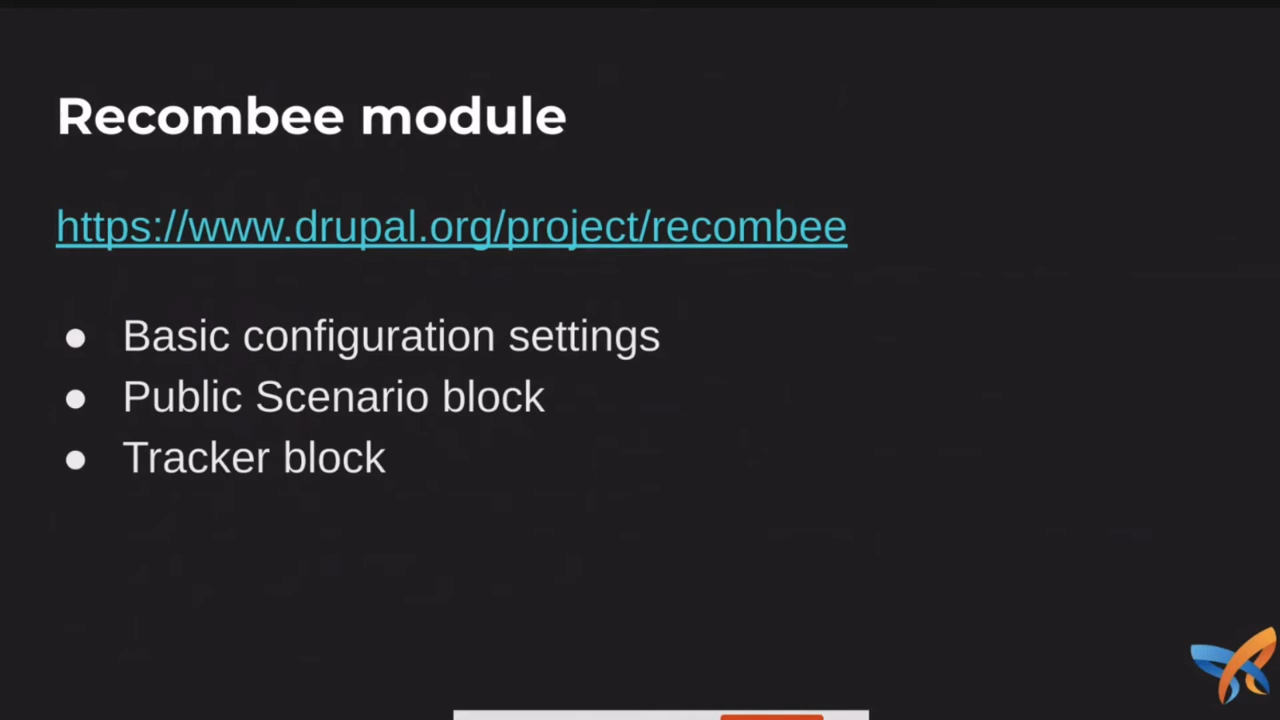 Recombee module
https://www.drupal.org/project/recombee
● Basic configuration settings
● Public Scenario block
● Tracker block